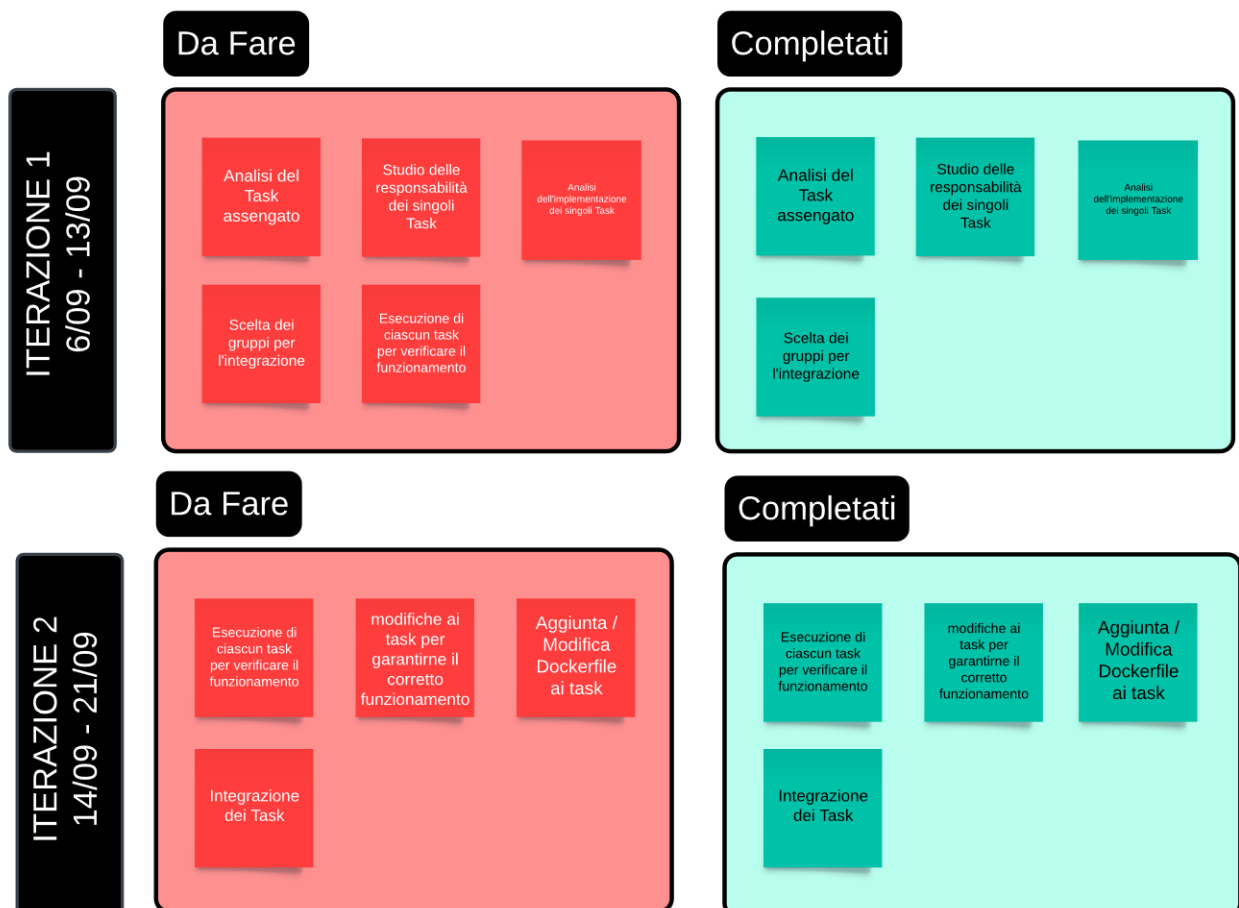 Da Fare
Completati
ITERAZIONE 1
6/09 - 13/09
Analisi del
Task
assengato
Studio delle
responsabilità
dei singoli
Task
Analisi
dell'implementazione
dei singoli Task
Scelta dei
gruppi per
l'integrazione
Esecuzione di
ciascun task
per verificare il
funzionamento
Analisi del
Task
assengato
Studio delle
responsabilità
dei singoli
Task
Analisi
dell'implementazione
dei singoli Task
Scelta dei
gruppi per
l'integrazione
Da Fare
Completati
ITERAZIONE 2
14/09 - 21/09
Esecuzione di
ciascun task
per verificare il
funzionamento
modifiche ai
task per
garantirne il
corretto
funzionamento
Aggiunta /
Modifica
Dockerfile
ai task
Integrazione
dei Task
Esecuzione di
ciascun task
per verificare il
funzionamento
modifiche ai
task per
garantirne il
corretto
funzionamento
Aggiunta /
Modifica
Dockerfile
ai task
Integrazione
dei Task